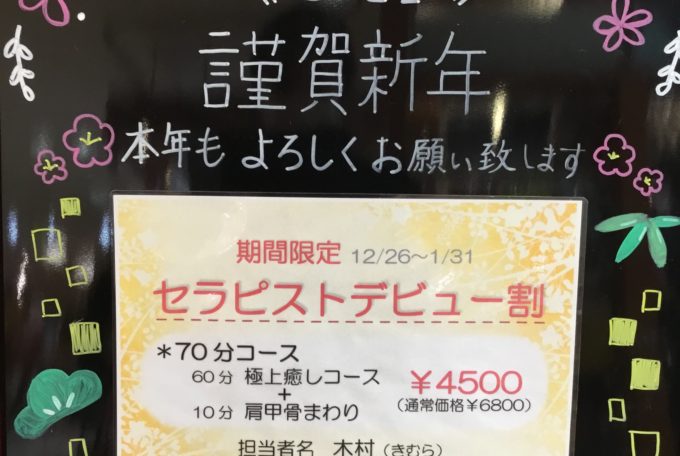 謹賀新年
本年も よろしくお願い致します
期間限定 12/26～1/31
セラピストデビュー割
＊70分コース
60分 極上癒しコース
＋
10分 肩甲骨まわり
￥4500
（通常価格￥6800）
担当者名 木村（きむら）